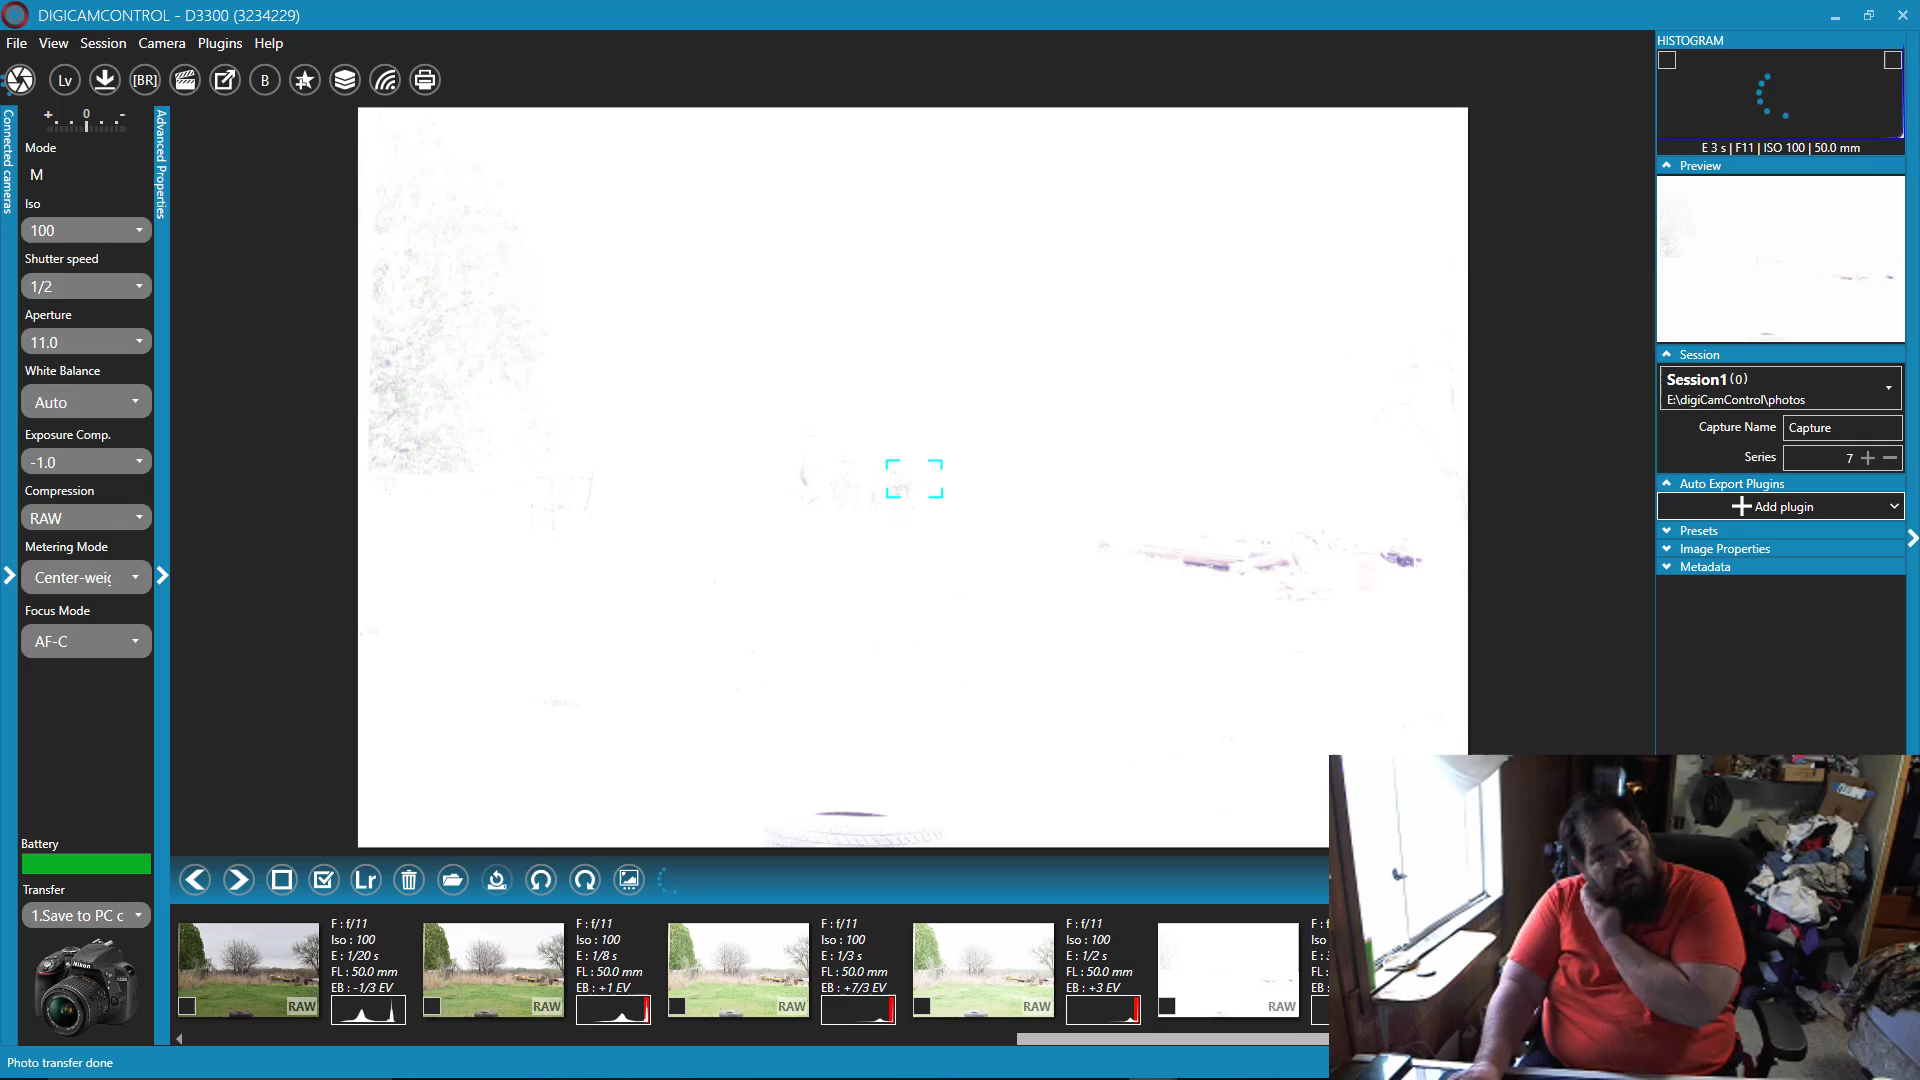 DIGICAMCONTROL - D3300 (3234229)
File View Session Camera Plugins Help
Lv [BR] B L
Connected cameras
+ 0 -
Mode
M
Iso
100
Shutter speed
1/2
Aperture
11.0
White Balance
Auto
Exposure Comp.
-1.0
Compression
RAW
Metering Mode
Center-weig
Focus Mode
AF-C
Battery
Transfer
1.Save to PC o
Nikon
Advanced Properties
HISTOGRAM
E 3 s | F11 | ISO 100 | 50.0 mm
Preview
Session
Session1 (0)
E:\digiCamControl\photos
Capture Name Capture
Series 7 + -
Auto Export Plugins
Add plugin
Presets
Image Properties
Metadata
Lr
RAW
F : f/11
Iso : 100
E : 1/20 s
FL : 50.0 mm
EB : -1/3 EV
RAW
F : f/11
Iso : 100
E : 1/8 s
FL : 50.0 mm
EB : +1 EV
RAW
F : f/11
Iso : 100
E : 1/3 s
FL : 50.0 mm
EB : +7/3 EV
RAW
F : f/11
Iso : 100
E : 1/2 s
FL : 50.0 mm
EB : +3 EV
RAW
F : f
Iso
E : 3
FL :
EB :
Photo transfer done